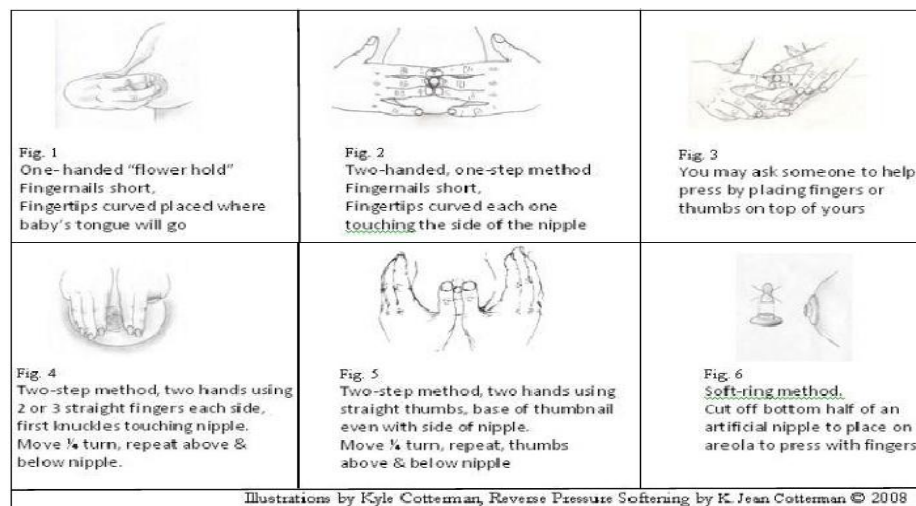 Fig. 1
One- handed "flower hold"
Fingernails short,
Fingertips curved placed where
baby's tongue will go
Fig. 2
Two-handed, one-step method
Fingernails short,
Fingertips curved each one
touching the side of the nipple
Fig. 3
You may ask someone to help
press by placing fingers or
thumbs on top of yours
Fig. 4
Two-step method, two hands using
2 or 3 straight fingers each side,
first knuckles touching nipple.
Move ¼ turn, repeat above &
below nipple.
Fig. 5
Two-step method, two hands using
straight thumbs, base of thumbnail
even with side of nipple.
Move ¼ turn, repeat, thumbs
above & below nipple
Fig. 6
Soft-ring method.
Cut off bottom half of an
artificial nipple to place on
areola to press with fingers
Illustrations by Kyle Cotterman, Reverse Pressure Softening by K. Jean Cotterman © 2008